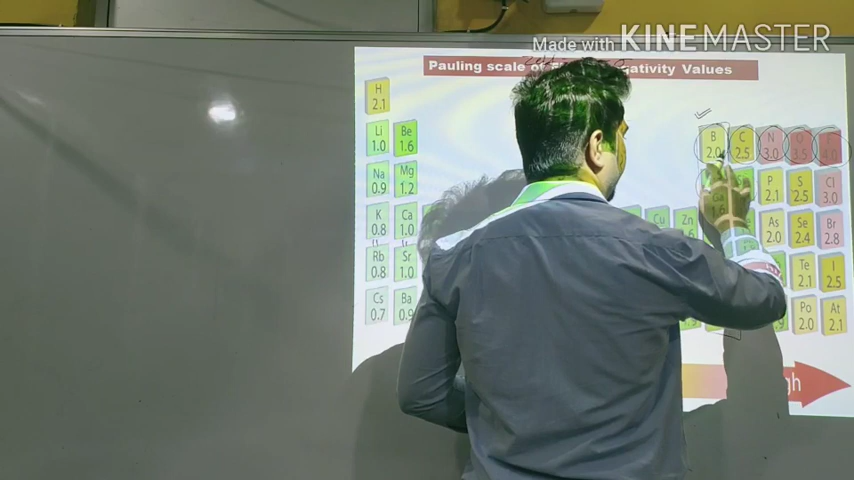 Made with KINEMASTER
Pauling scale of Values
H
2.1
B C N
2.0 2.5 3.0
Li Be
1.0 1.6
Na Mg P S Cl
0.9 1.2 2.1 2.5 3.0
K Ca Cu Zn Ga As Se Br
0.8 1.0 1.6 2.0 2.4 2.8
Rb Sr Te I
0.8 1.0 2.1 2.5
Cs Ba Po At
0.7 0.9 2.0 2.1